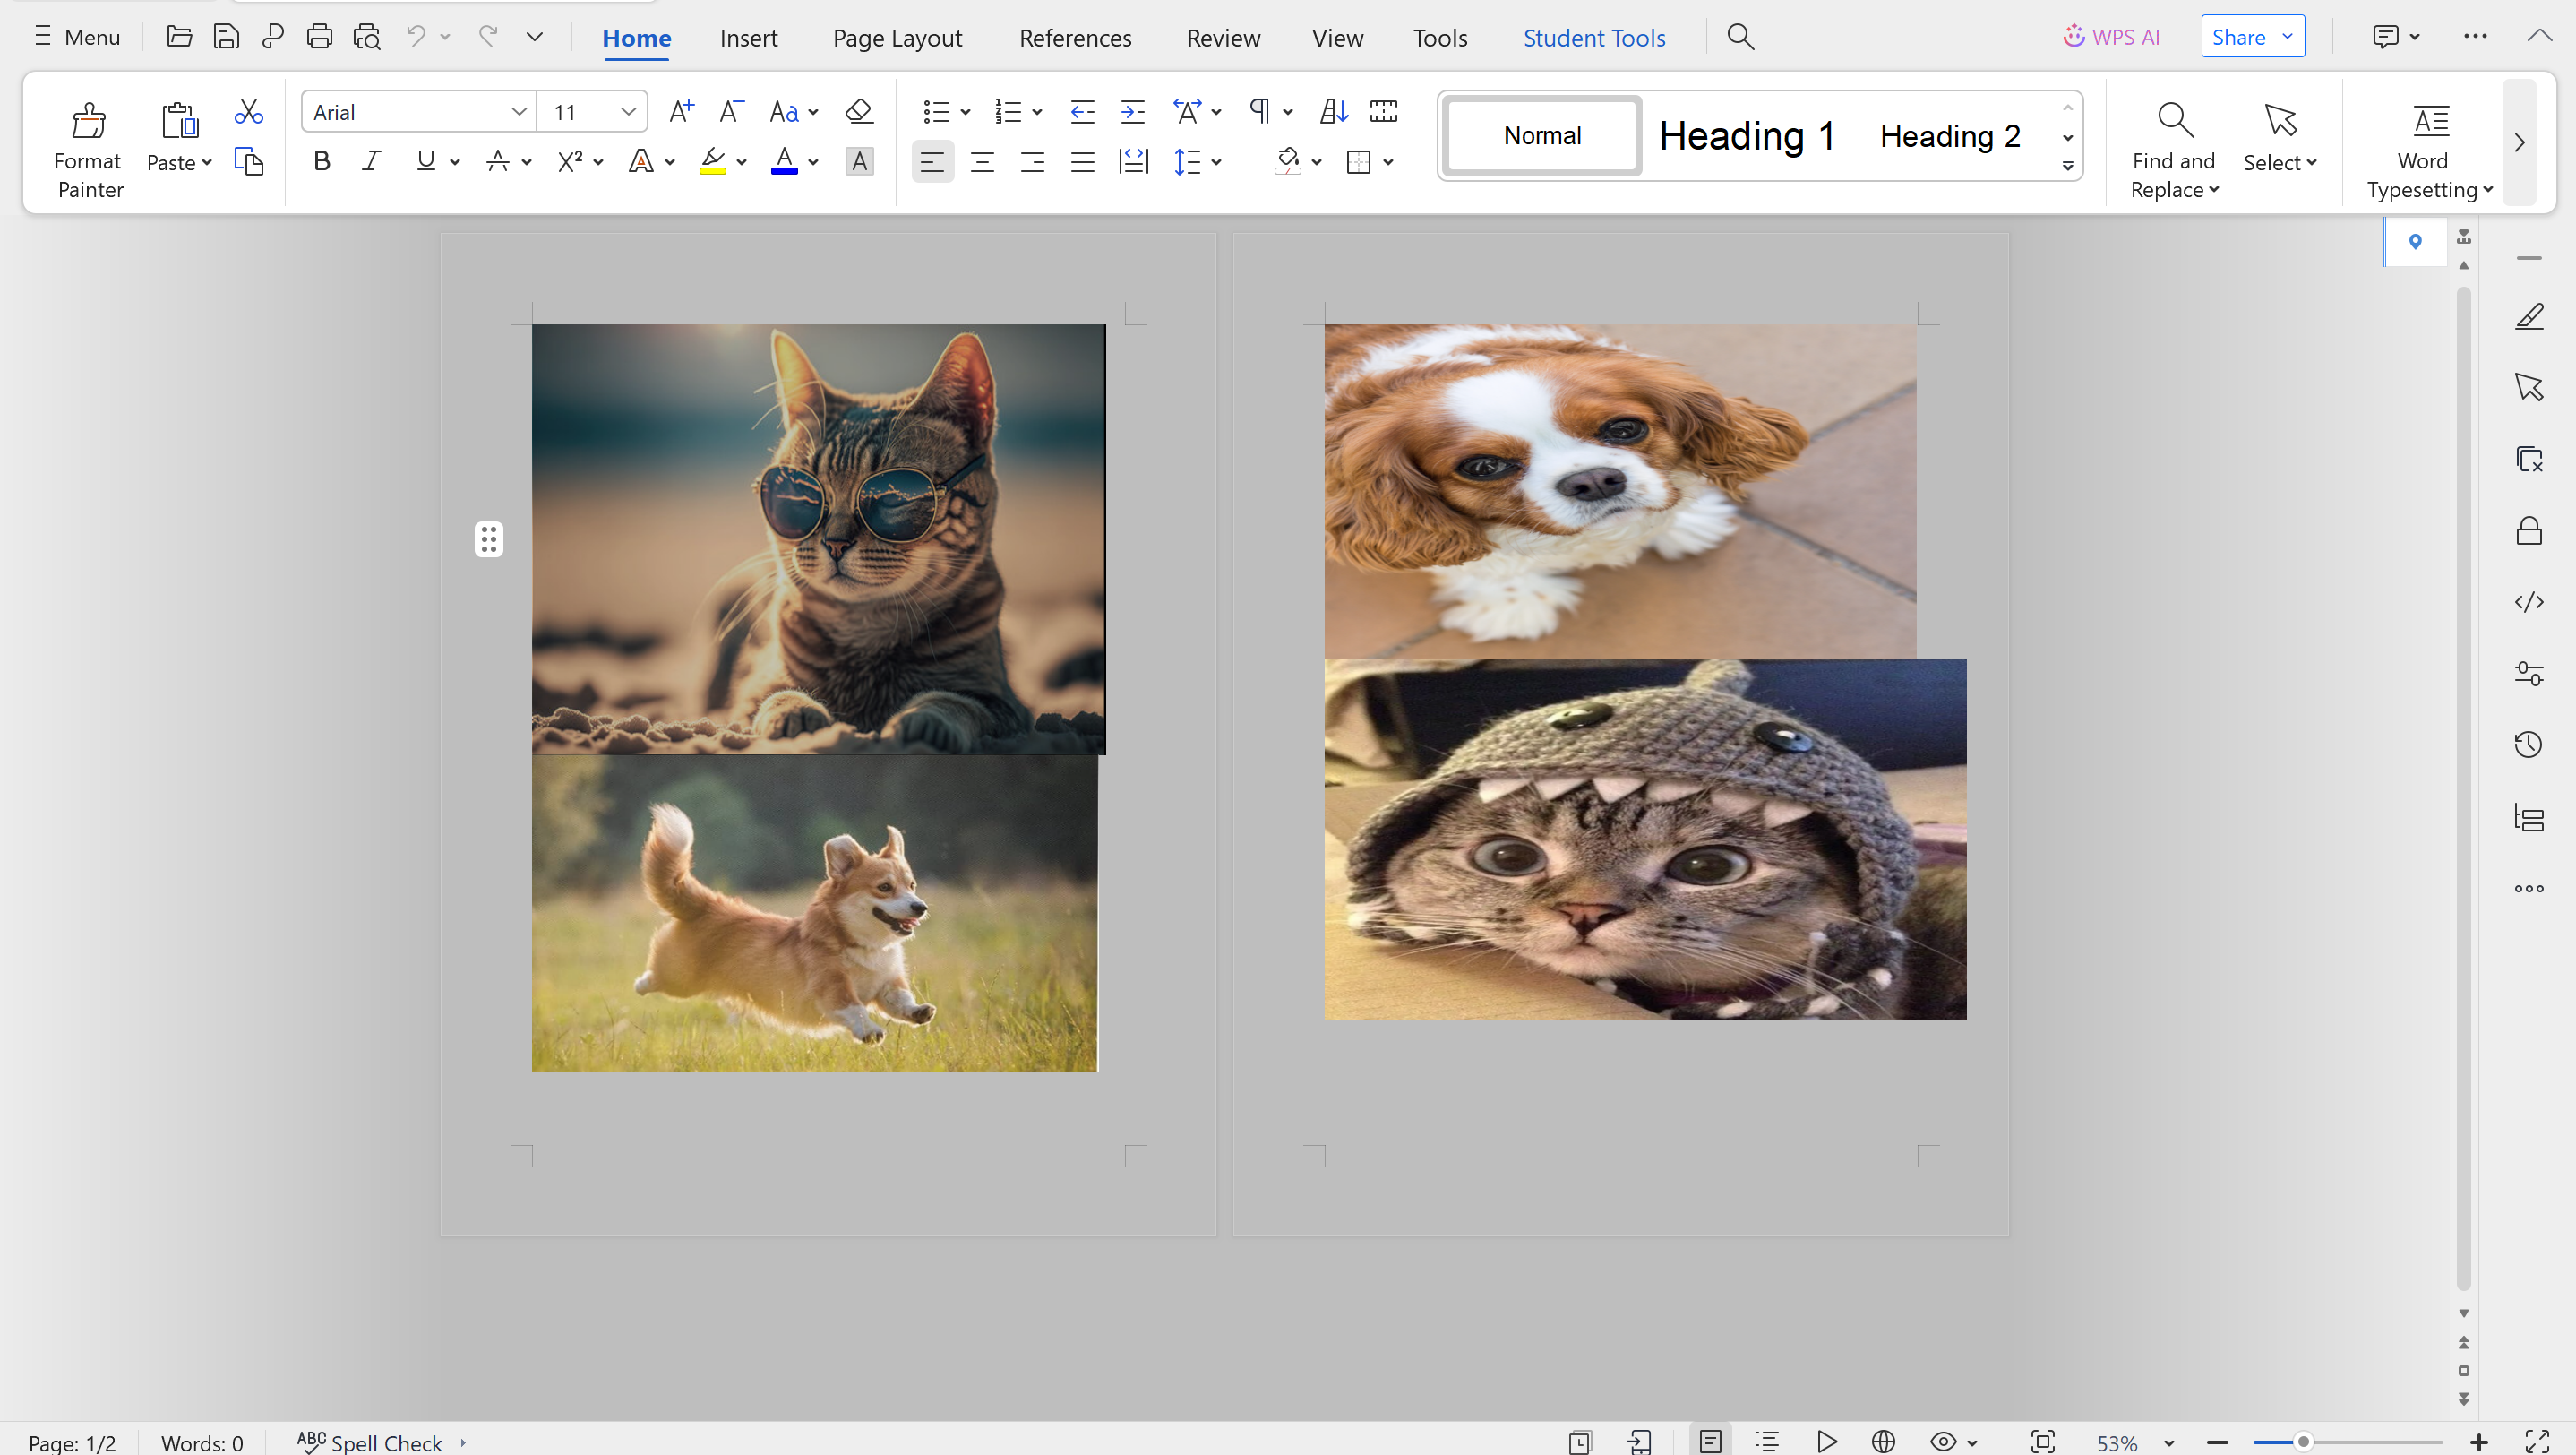 Menu
Home
Insert
Page Layout
References
Review
View
Tools
Student Tools
WPS AI
Share
Format
Painter
Paste
Arial
11
Normal
Heading 1
Heading 2
Find and
Replace
Select
Word
Typesetting
Page: 1/2
Words: 0
ABC
Spell Check
53%